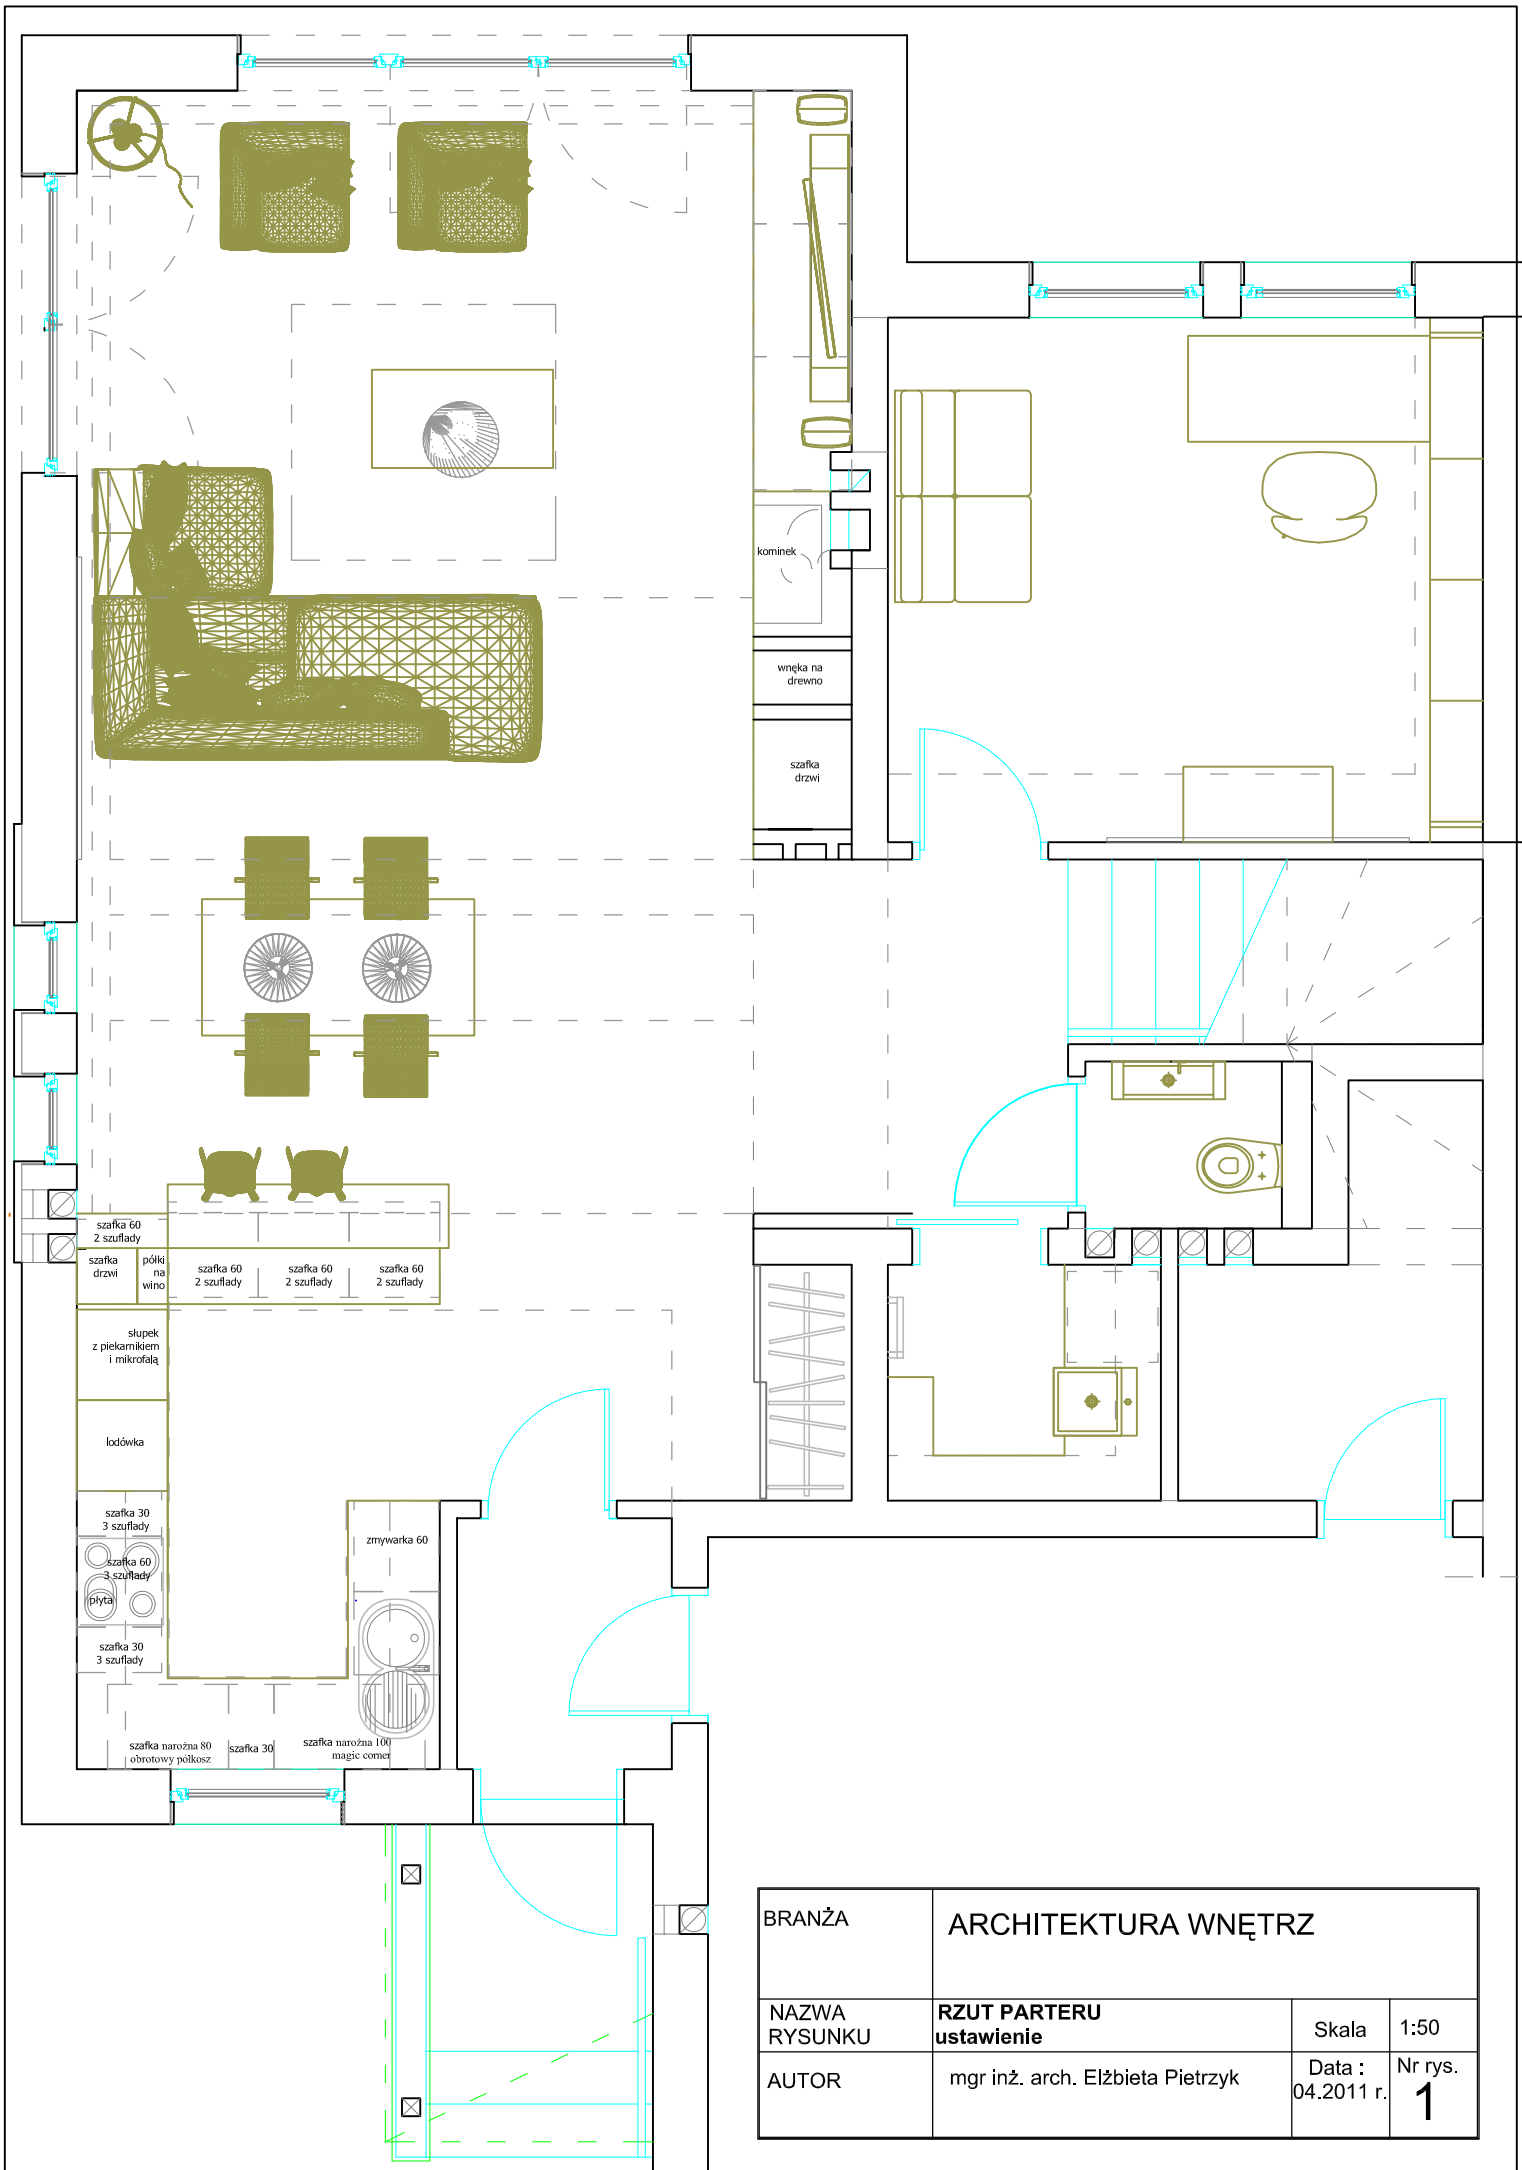 kominek
wnęka na
drewno
szafka
drzwi
szafka 60
2 szuflady
szafka
drzwi
półki
na
wino
szafka 60
2 szuflady
szafka 60
2 szuflady
szafka 60
2 szuflady
słupek
z piekarnikiem
i mikrofalą
lodówka
szafka 30
3 szuflady
szafka 60
3 szuflady
płyta
szafka 30
3 szuflady
zmywarka 60
szafka narożna 80
obrotowy półkosz
szafka 30
szafka narożna 100
magic corner
BRANŻA
ARCHITEKTURA WNĘTRZ
NAZWA
RYSUNKU
RZUT PARTERU
ustawienie
Skala
1:50
AUTOR
mgr inż. arch. Elżbieta Pietrzyk
Data :
04.2011 r.
Nr rys.
1